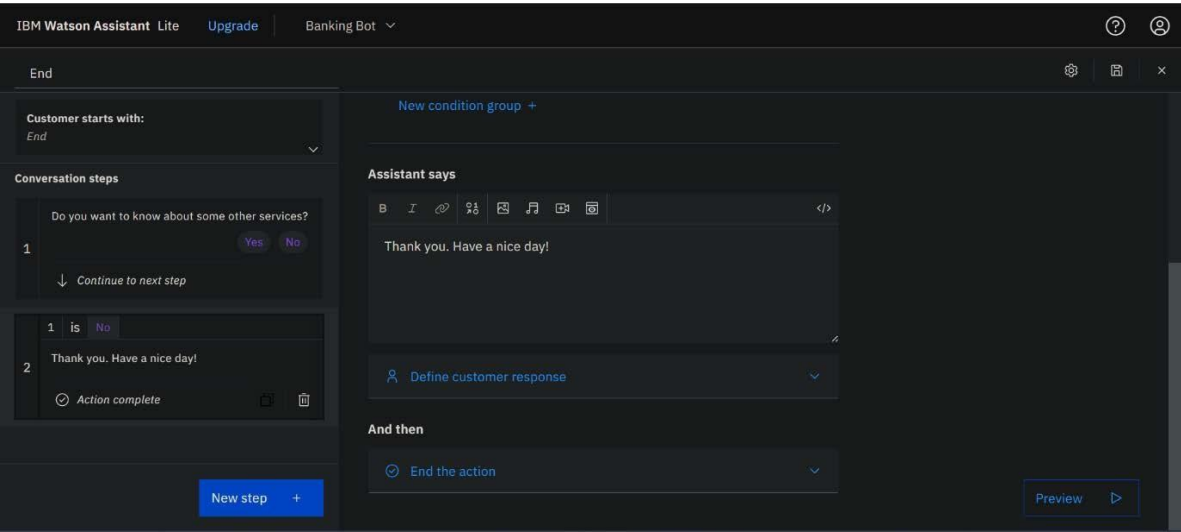 IBM Watson Assistant Lite Upgrade Banking Bot
End
Customer starts with:
End
Conversation steps
1
Do you want to know about some other services?
Yes No
Continue to next step
2
1 is No
Thank you. Have a nice day!
Action complete
New step +
New condition group +
Assistant says
B I </>
Thank you. Have a nice day!
Define customer response
And then
End the action
Preview